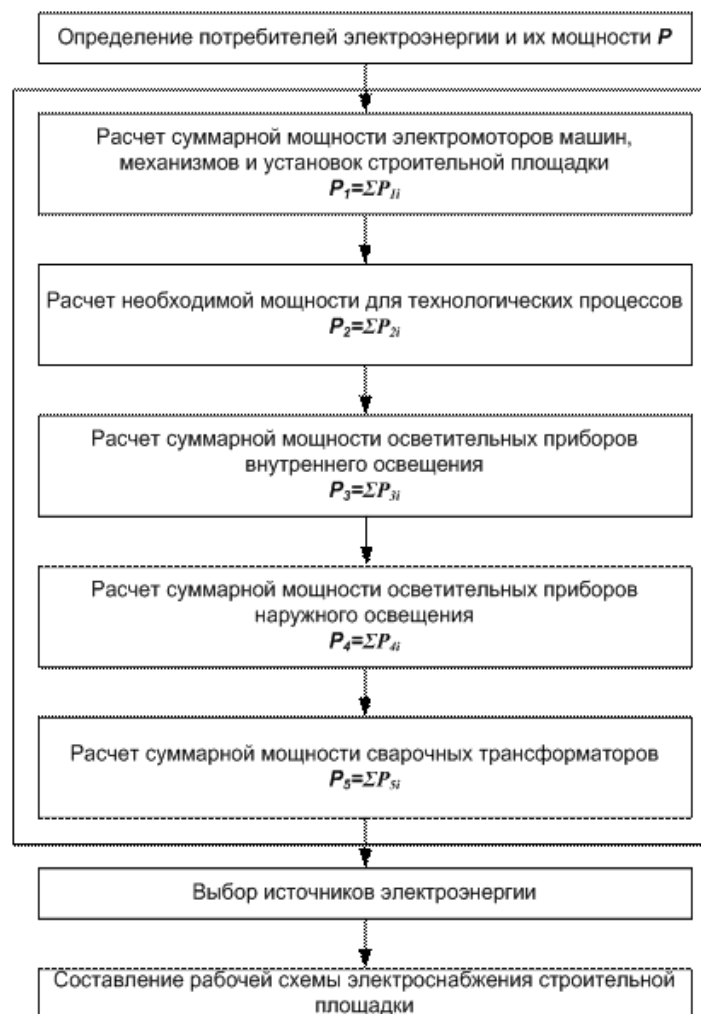 Определение потребителей электроэнергии и их мощности P
Расчет суммарной мощности электромоторов машин,
механизмов и установок строительной площадки
P₁=ΣP₁ᵢ
Расчет необходимой мощности для технологических процессов
P₂=ΣP₂ᵢ
Расчет суммарной мощности осветительных приборов
внутреннего освещения
P₃=ΣP₃ᵢ
Расчет суммарной мощности осветительных приборов
наружного освещения
P₄=ΣP₄ᵢ
Расчет суммарной мощности сварочных трансформаторов
P₅=ΣP₅ᵢ
Выбор источников электроэнергии
Составление рабочей схемы электроснабжения строительной
площадки